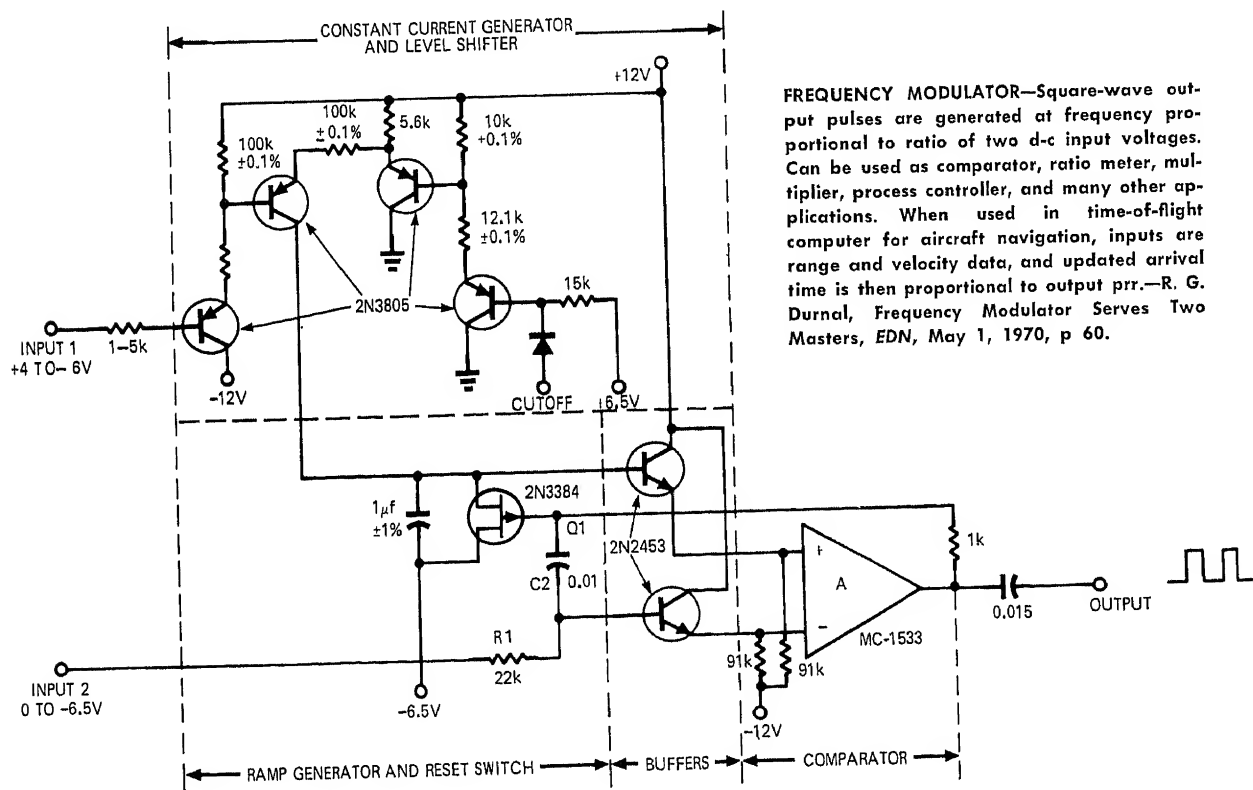 CONSTANT CURRENT GENERATOR
AND LEVEL SHIFTER
+12V
100k
±0.1%
5.6k
10k
+0.1%
100k
±0.1%
12.1k
±0.1%
2N3805
15k
1–5k
INPUT 1
+4 TO– 6V
-12V
CUTOFF
+6.5V
2N3384
1µf
±1%
Q1
2N2453
C2
0.01
1k
+
A
–
MC-1533
0.015
OUTPUT
R1
22k
91k
91k
INPUT 2
0 TO -6.5V
-6.5V
-12V
RAMP GENERATOR AND RESET SWITCH
BUFFERS
COMPARATOR
FREQUENCY MODULATOR—Square-wave out-
put pulses are generated at frequency pro-
portional to ratio of two d-c input voltages.
Can be used as comparator, ratio meter, mul-
tiplier, process controller, and many other ap-
plications. When used in time-of-flight
computer for aircraft navigation, inputs are
range and velocity data, and updated arrival
time is then proportional to output prr.—R. G.
Durnal, Frequency Modulator Serves Two
Masters, EDN, May 1, 1970, p 60.